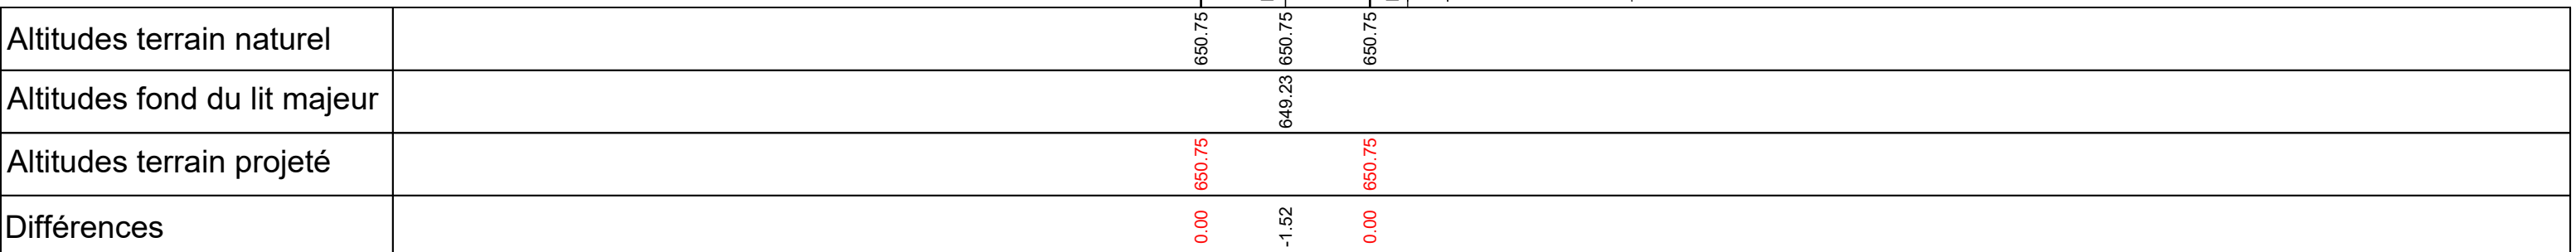 Altitudes terrain naturel 650.75 650.75 650.75
Altitudes fond du lit majeur 649.23
Altitudes terrain projeté 650.75 650.75
Différences 0.00 -1.52 0.00